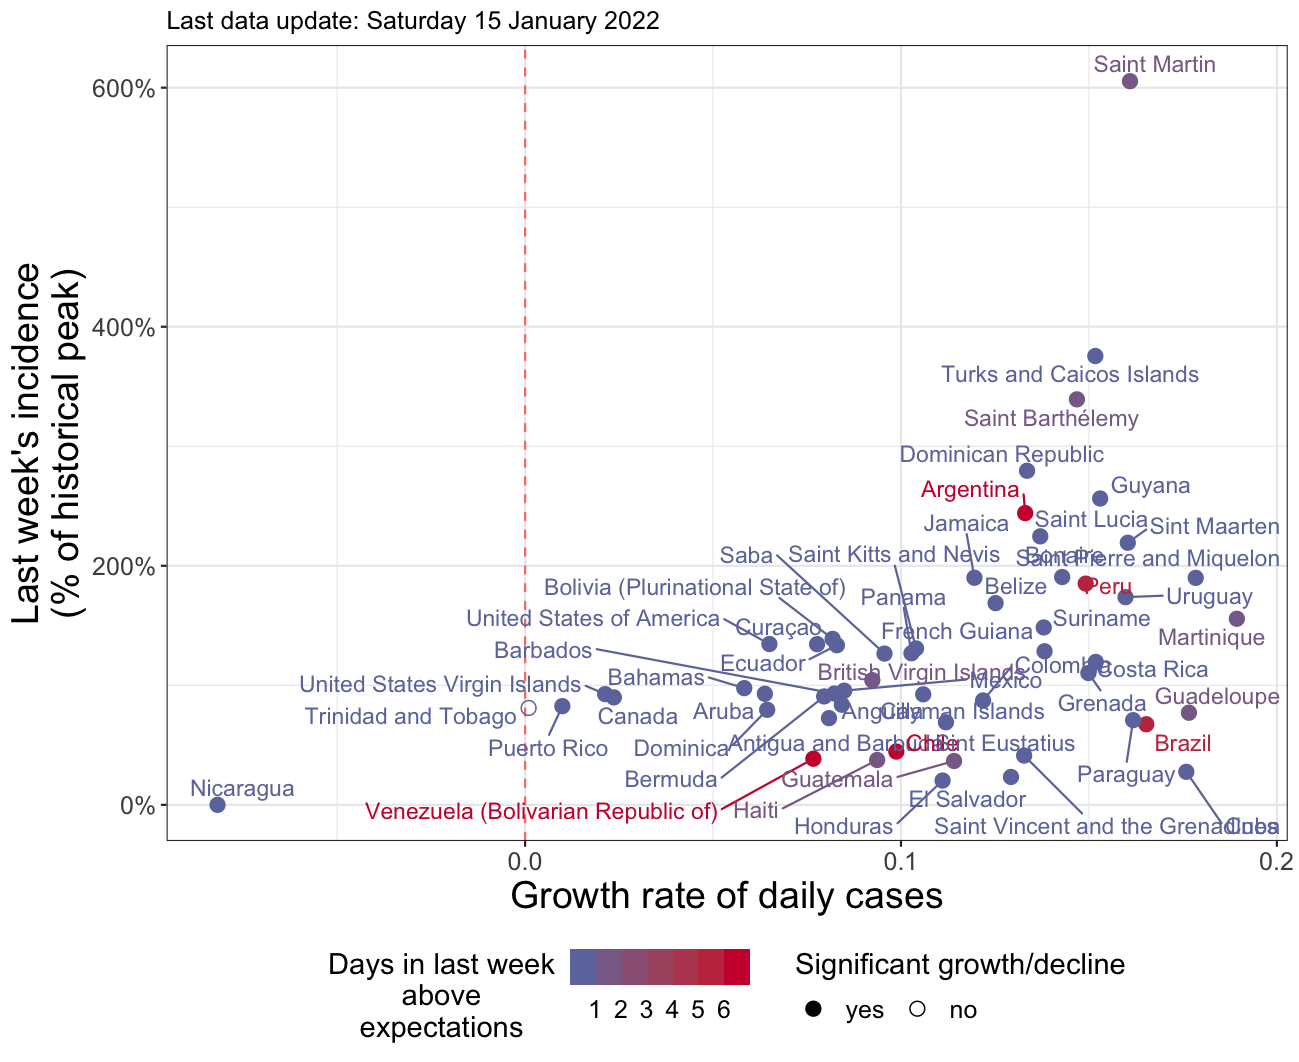 Last data update: Saturday 15 January 2022
Last week's incidence
(% of historical peak)
600%
400%
200%
0%
Saint Martin
Turks and Caicos Islands
Saint Barthélemy
Dominican Republic
Argentina
Guyana
Jamaica
Saint Lucia
Sint Maarten
Saba
Saint Kitts and Nevis
Bonaire
Saint Pierre and Miquelon
Bolivia (Plurinational State of)
Panama
Belize
Peru
Uruguay
United States of America
Curaçao
French Guiana
Suriname
Martinique
Barbados
Ecuador
British Virgin Islands
Colombia
Costa Rica
United States Virgin Islands
Bahamas
Mexico
Grenada
Guadeloupe
Trinidad and Tobago
Canada
Aruba
Anguilla
Cayman Islands
Puerto Rico
Dominica
Antigua and Barbuda
Chile
Sint Eustatius
Brazil
Bermuda
Guatemala
Paraguay
Nicaragua
Venezuela (Bolivarian Republic of)
Haiti
El Salvador
Honduras
Saint Vincent and the Grenadines
Cuba
0.0
0.1
0.2
Growth rate of daily cases
Days in last week
above
expectations
1 2 3 4 5 6
Significant growth/decline
yes
no